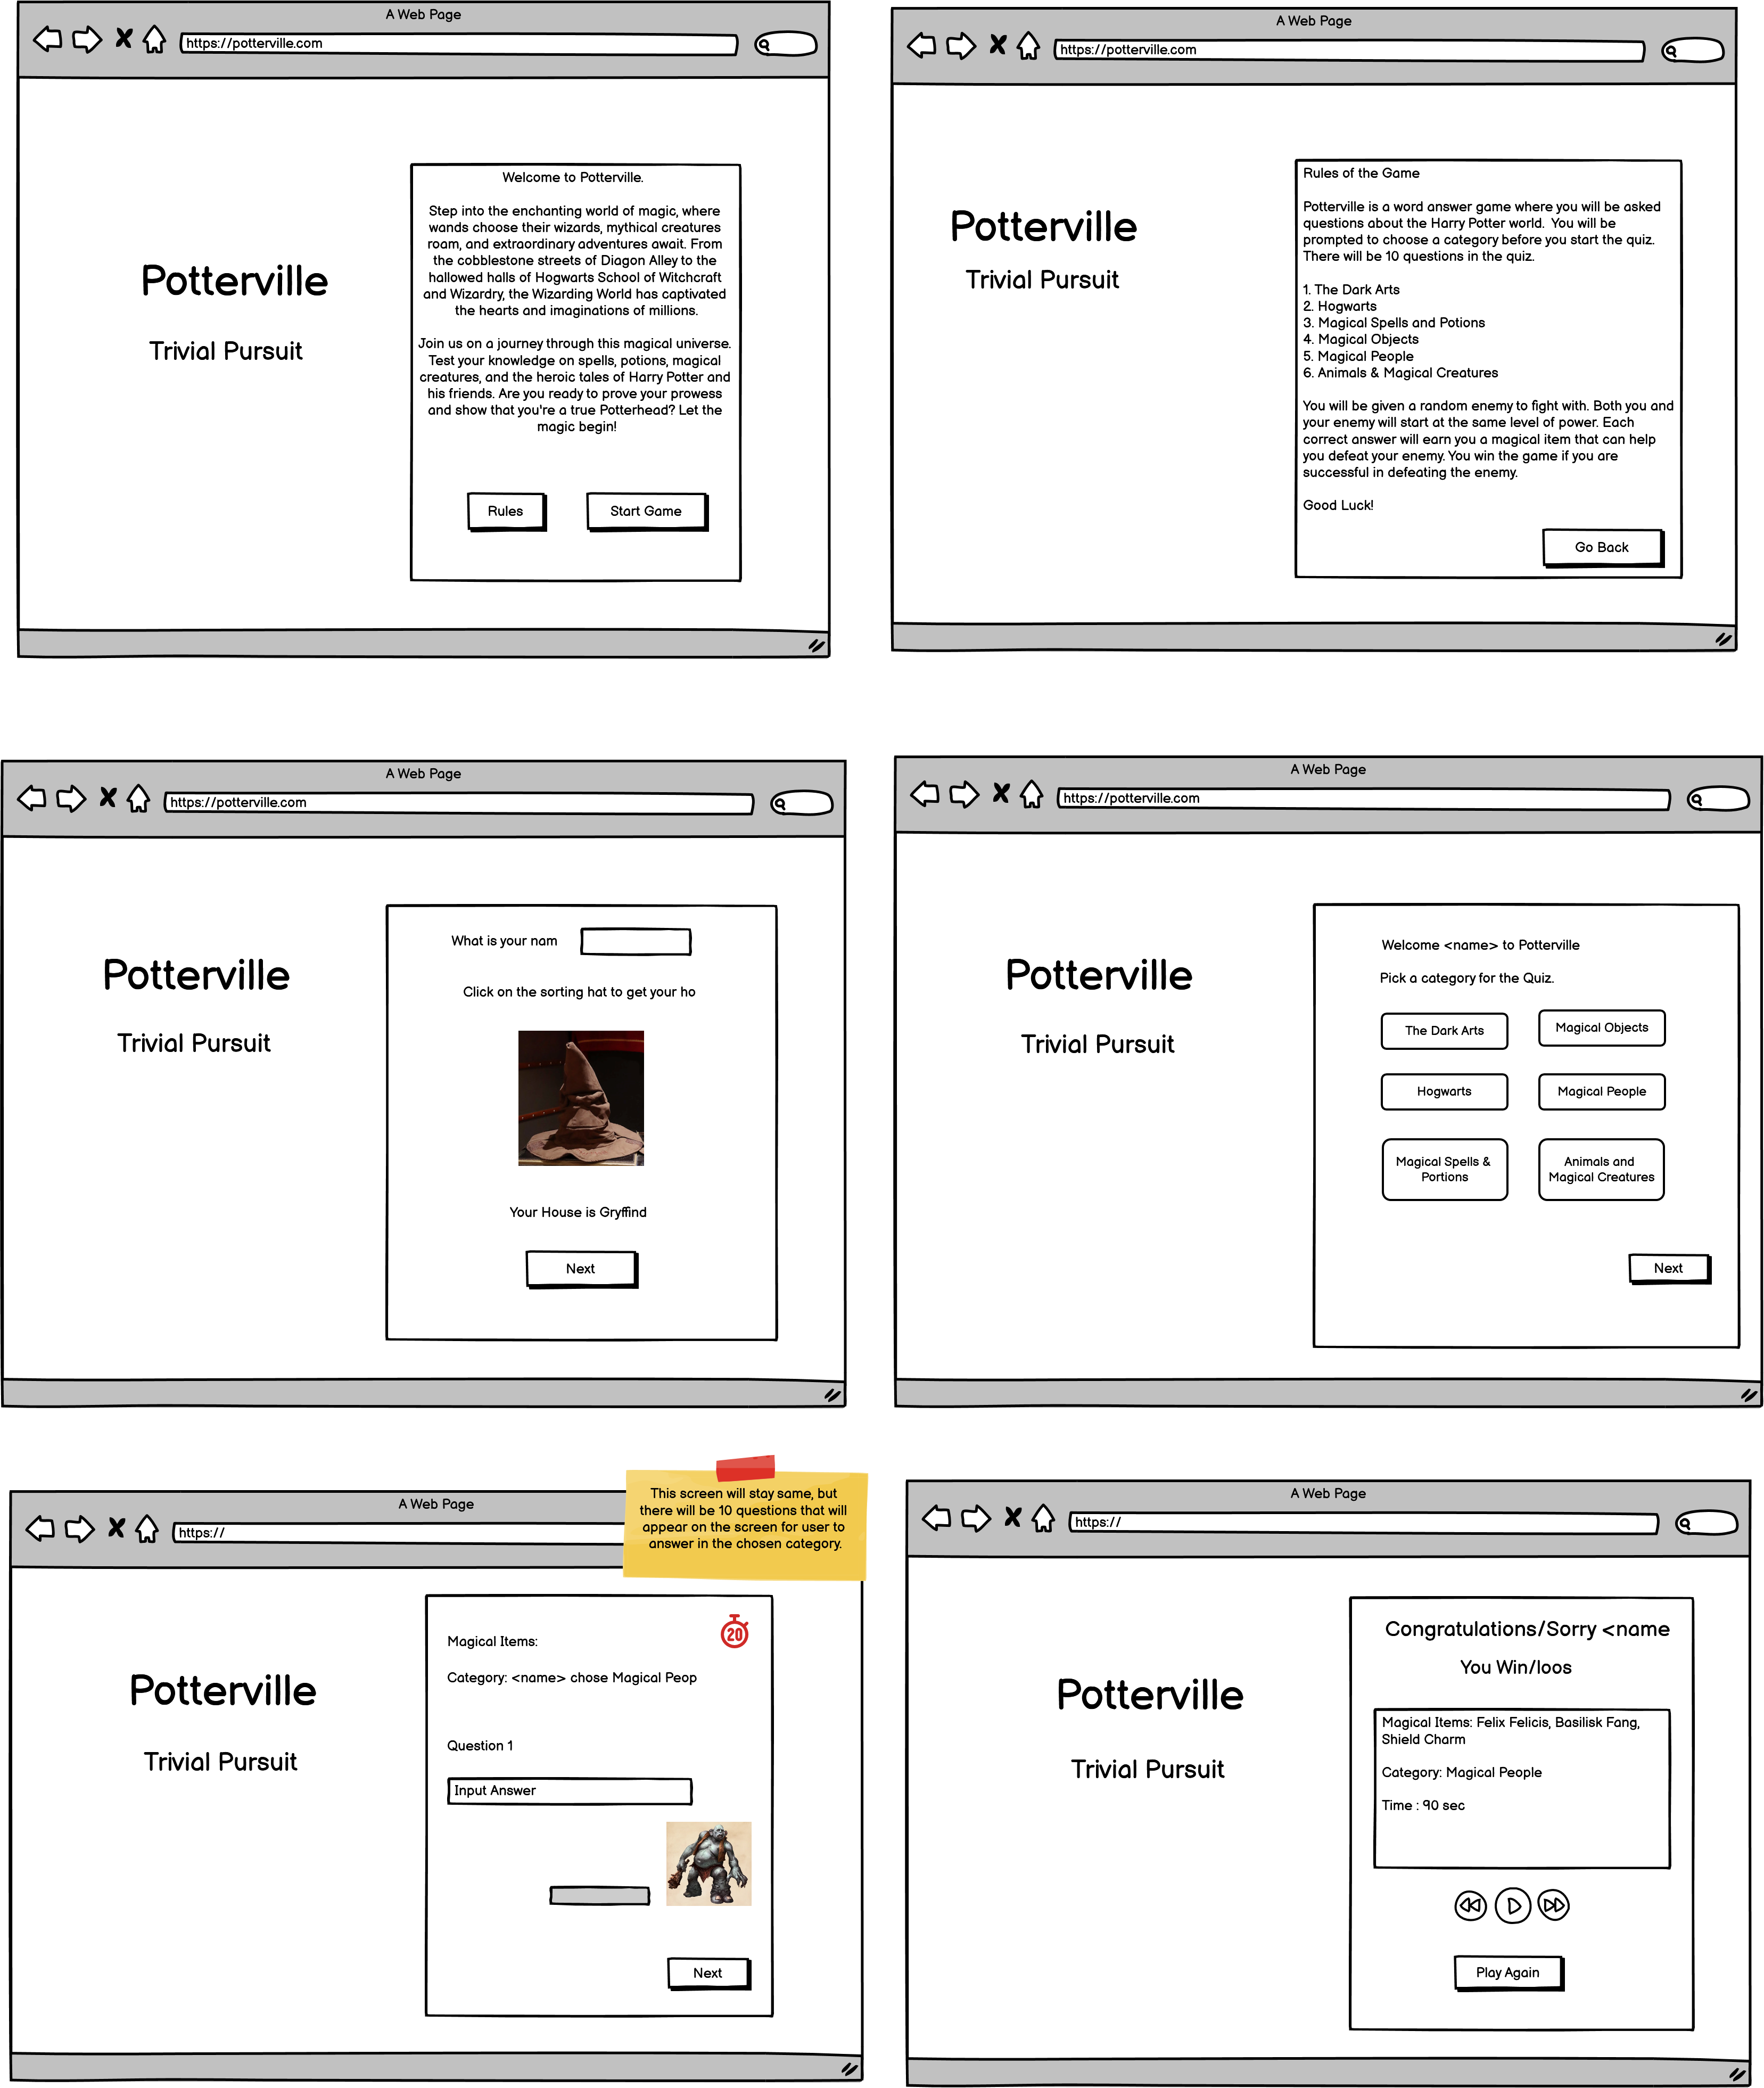 A Web Page
https://potterville.com
Potterville
Trivial Pursuit
Welcome to Potterville.
Step into the enchanting world of magic, where
wands choose their wizards, mythical creatures
roam, and extraordinary adventures await. From
the cobblestone streets of Diagon Alley to the
hallowed halls of Hogwarts School of Witchcraft
and Wizardry, the Wizarding World has captivated
the hearts and imaginations of millions.
Join us on a journey through this magical universe.
Test your knowledge on spells, potions, magical
creatures, and the heroic tales of Harry Potter and
his friends. Are you ready to prove your prowess
and show that you're a true Potterhead? Let the
magic begin!
Rules
Start Game
A Web Page
https://potterville.com
Potterville
Trivial Pursuit
Rules of the Game
Potterville is a word answer game where you will be asked
questions about the Harry Potter world. You will be
prompted to choose a category before you start the quiz.
There will be 10 questions in the quiz.
1. The Dark Arts
2. Hogwarts
3. Magical Spells and Potions
4. Magical Objects
5. Magical People
6. Animals & Magical Creatures
You will be given a random enemy to fight with. Both you and
your enemy will start at the same level of power. Each
correct answer will earn you a magical item that can help
you defeat your enemy. You win the game if you are
successful in defeating the enemy.
Good Luck!
Go Back
A Web Page
https://potterville.com
Potterville
Trivial Pursuit
What is your nam
Click on the sorting hat to get your ho
Your House is Gryffind
Next
A Web Page
https://potterville.com
Potterville
Trivial Pursuit
Welcome <name> to Potterville
Pick a category for the Quiz.
The Dark Arts
Magical Objects
Hogwarts
Magical People
Magical Spells &
Portions
Animals and
Magical Creatures
Next
A Web Page
https://
This screen will stay same, but
there will be 10 questions that will
appear on the screen for user to
answer in the chosen category.
Potterville
Trivial Pursuit
20
Magical Items:
Category: <name> chose Magical Peop
Question 1
Input Answer
Next
A Web Page
https://
Potterville
Trivial Pursuit
Congratulations/Sorry <name
You Win/loos
Magical Items: Felix Felicis, Basilisk Fang,
Shield Charm
Category: Magical People
Time : 90 sec
Play Again